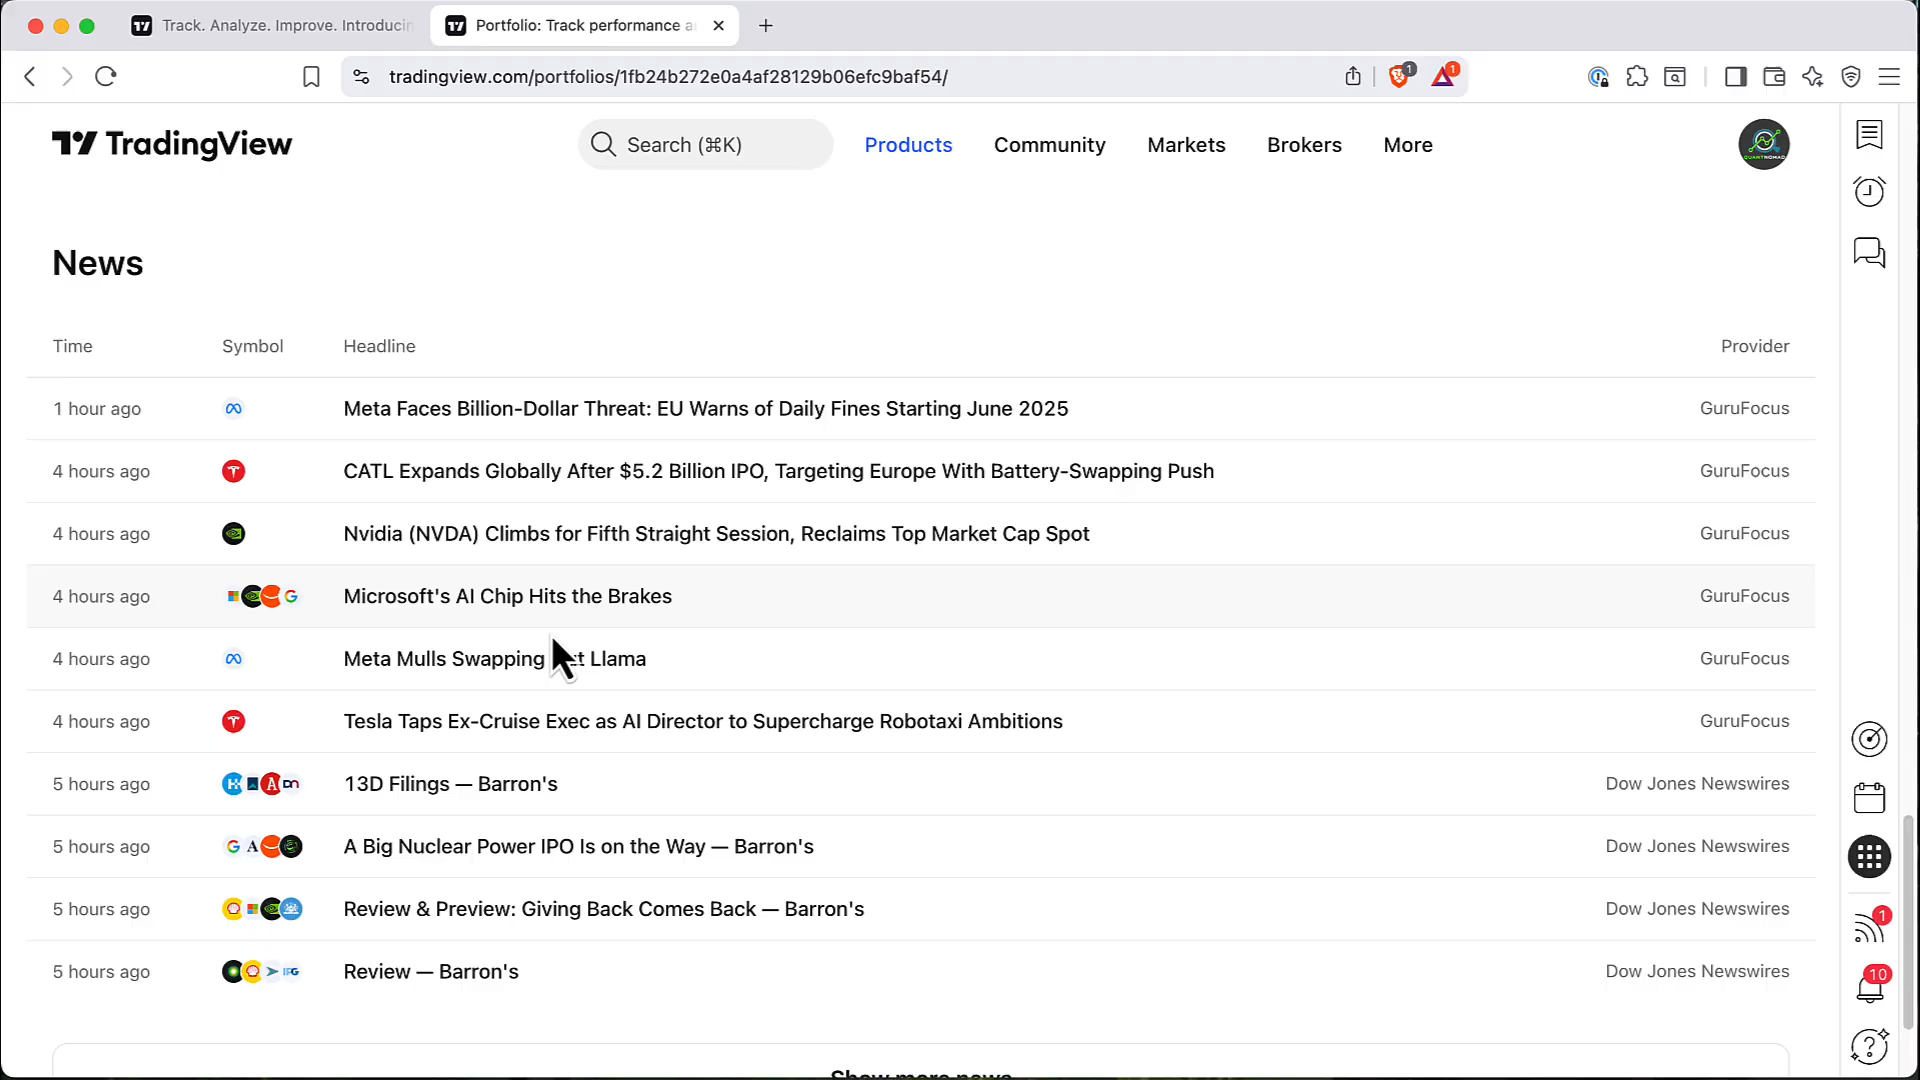 Track. Analyze. Improve. Introducin
Portfolio: Track performance a
tradingview.com/portfolios/1fb24b272e0a4af28129b06efc9baf54/
1
1
TradingView
Search (⌘K)
Products
Community
Markets
Brokers
More
News
Time Symbol Headline Provider
1 hour ago Meta Faces Billion-Dollar Threat: EU Warns of Daily Fines Starting June 2025 GuruFocus
4 hours ago CATL Expands Globally After $5.2 Billion IPO, Targeting Europe With Battery-Swapping Push GuruFocus
4 hours ago Nvidia (NVDA) Climbs for Fifth Straight Session, Reclaims Top Market Cap Spot GuruFocus
4 hours ago Microsoft's AI Chip Hits the Brakes GuruFocus
4 hours ago Meta Mulls Swapping Llama GuruFocus
4 hours ago Tesla Taps Ex-Cruise Exec as AI Director to Supercharge Robotaxi Ambitions GuruFocus
5 hours ago 13D Filings — Barron's Dow Jones Newswires
5 hours ago A Big Nuclear Power IPO Is on the Way — Barron's Dow Jones Newswires
5 hours ago Review & Preview: Giving Back Comes Back — Barron's Dow Jones Newswires
5 hours ago Review — Barron's Dow Jones Newswires
Show more news
1
10